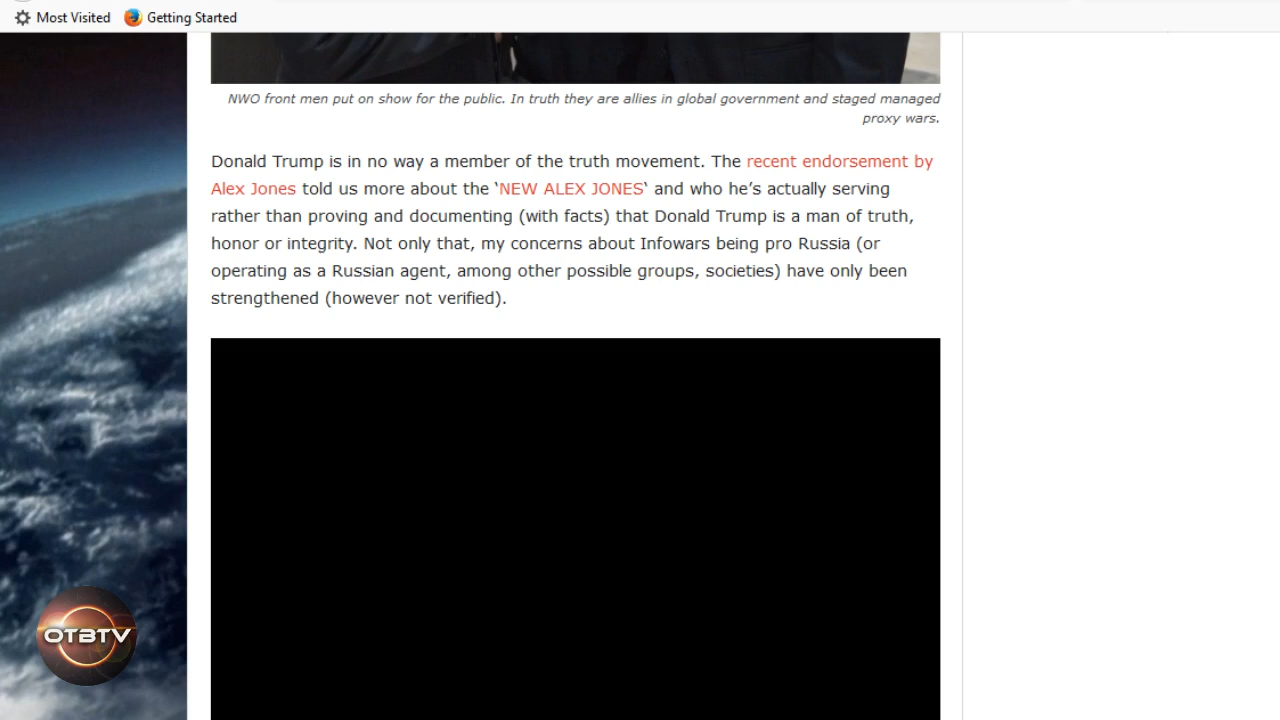 Most Visited Getting Started
NWO front men put on show for the public. In truth they are allies in global government and staged managed
proxy wars.
Donald Trump is in no way a member of the truth movement. The recent endorsement by
Alex Jones told us more about the ‛NEW ALEX JONES‛ and who he’s actually serving
rather than proving and documenting (with facts) that Donald Trump is a man of truth,
honor or integrity. Not only that, my concerns about Infowars being pro Russia (or
operating as a Russian agent, among other possible groups, societies) have only been
strengthened (however not verified).
OTBTV